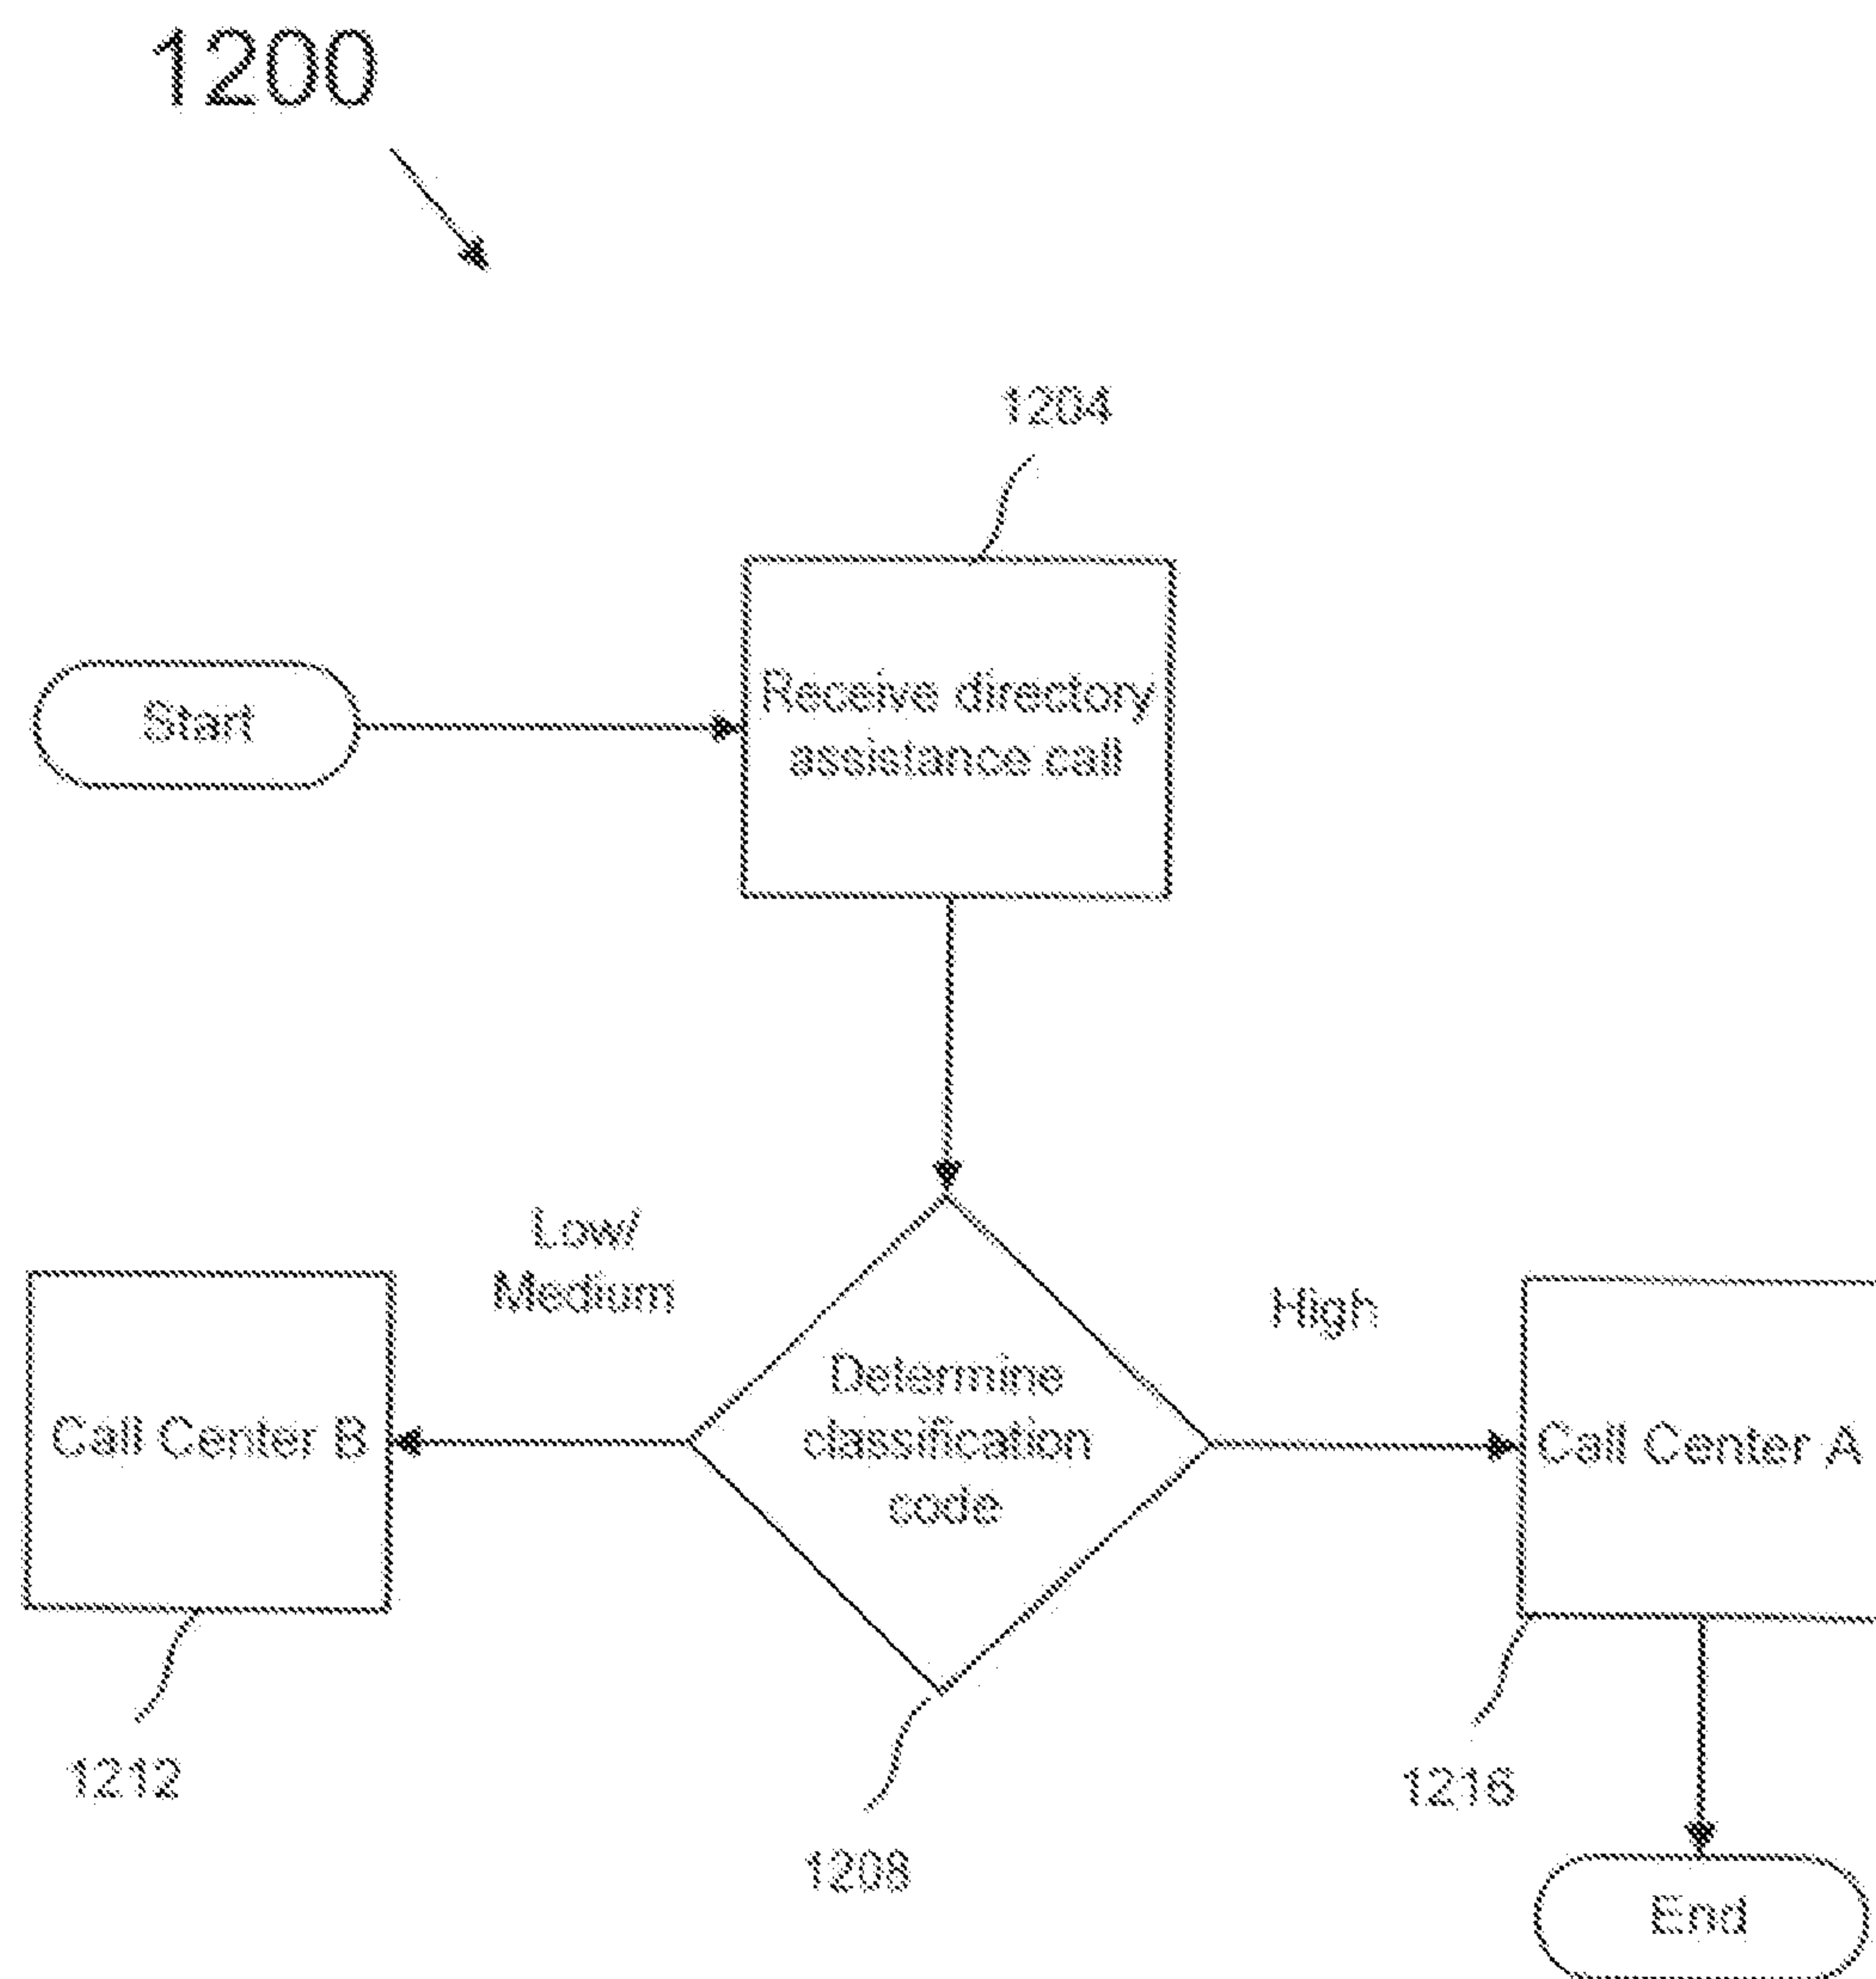 1200
1204
Start
Receive directory
assistance call
Low/
Medium
High
Call Center B
Determine
classification
code
Call Center A
1212
1208
1216
End